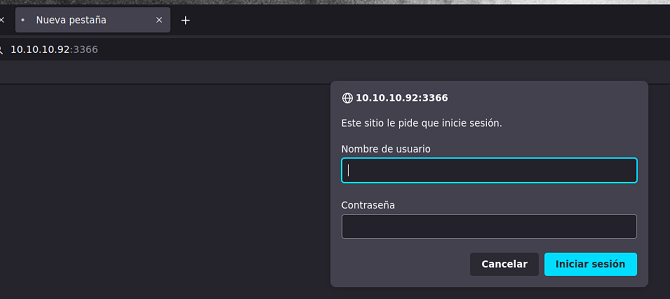 Nueva pestaña
10.10.10.92:3366
10.10.10.92:3366
Este sitio le pide que inicie sesión.
Nombre de usuario
Contraseña
Cancelar Iniciar sesión